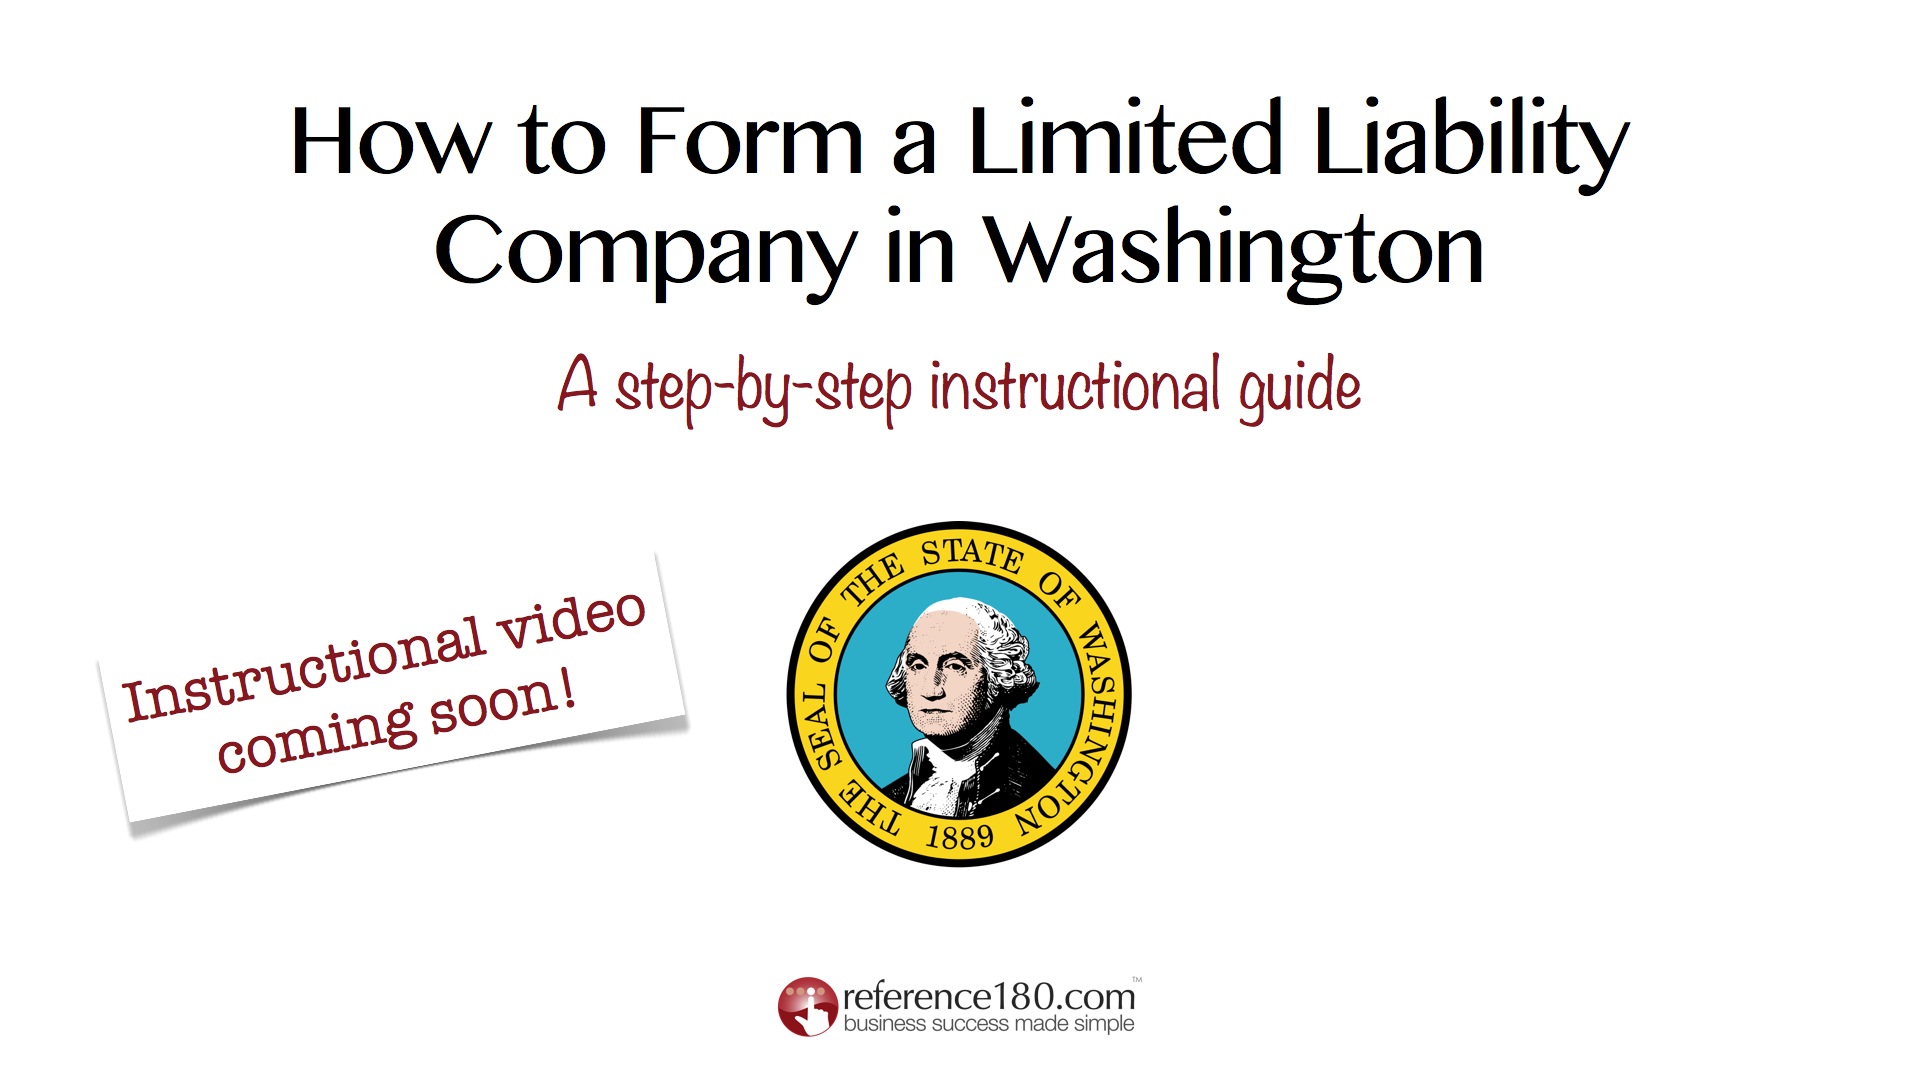 How to Form a Limited Liability
Company in Washington
A step-by-step instructional guide
Instructional video
coming soon!
THE SEAL OF THE STATE OF WASHINGTON
1889
reference180.com™
business success made simple